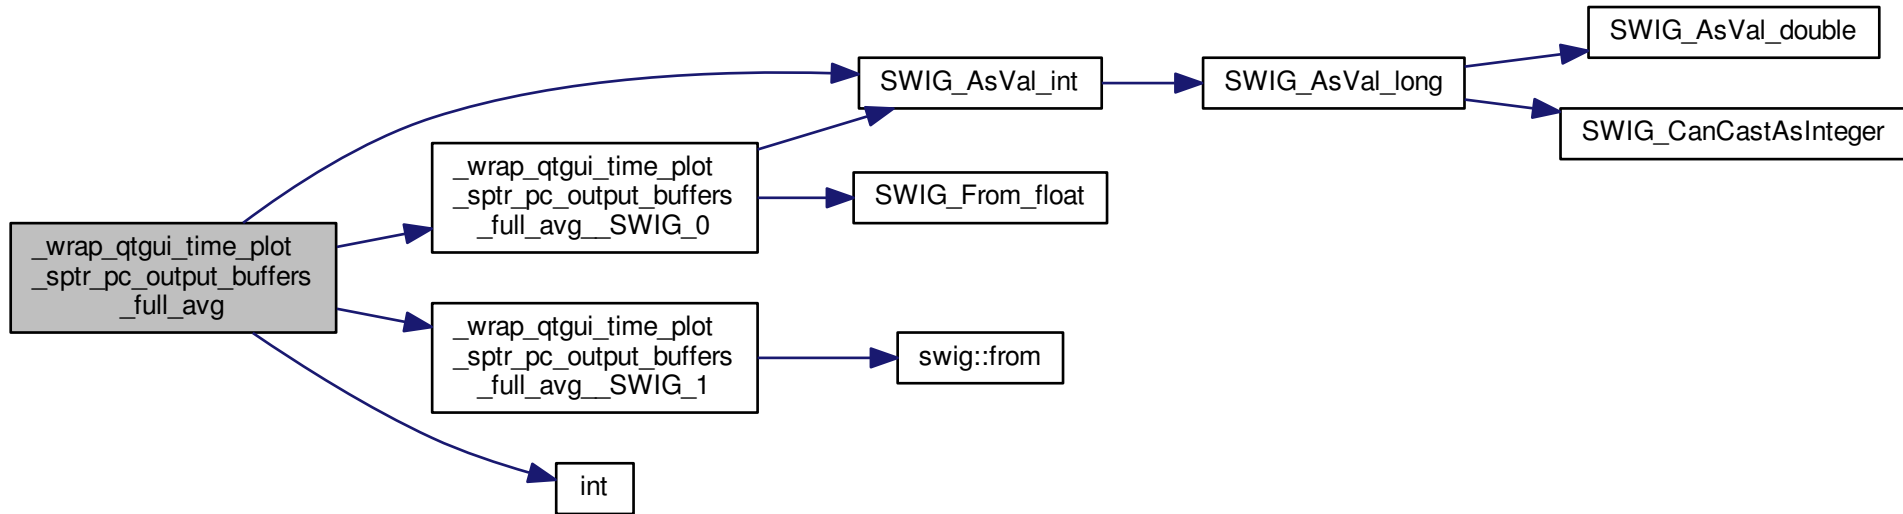 _wrap_qtgui_time_plot
_sptr_pc_output_buffers
_full_avg
_wrap_qtgui_time_plot
_sptr_pc_output_buffers
_full_avg__SWIG_0
_wrap_qtgui_time_plot
_sptr_pc_output_buffers
_full_avg__SWIG_1
int
SWIG_AsVal_int
SWIG_From_float
swig::from
SWIG_AsVal_long
SWIG_AsVal_double
SWIG_CanCastAsInteger